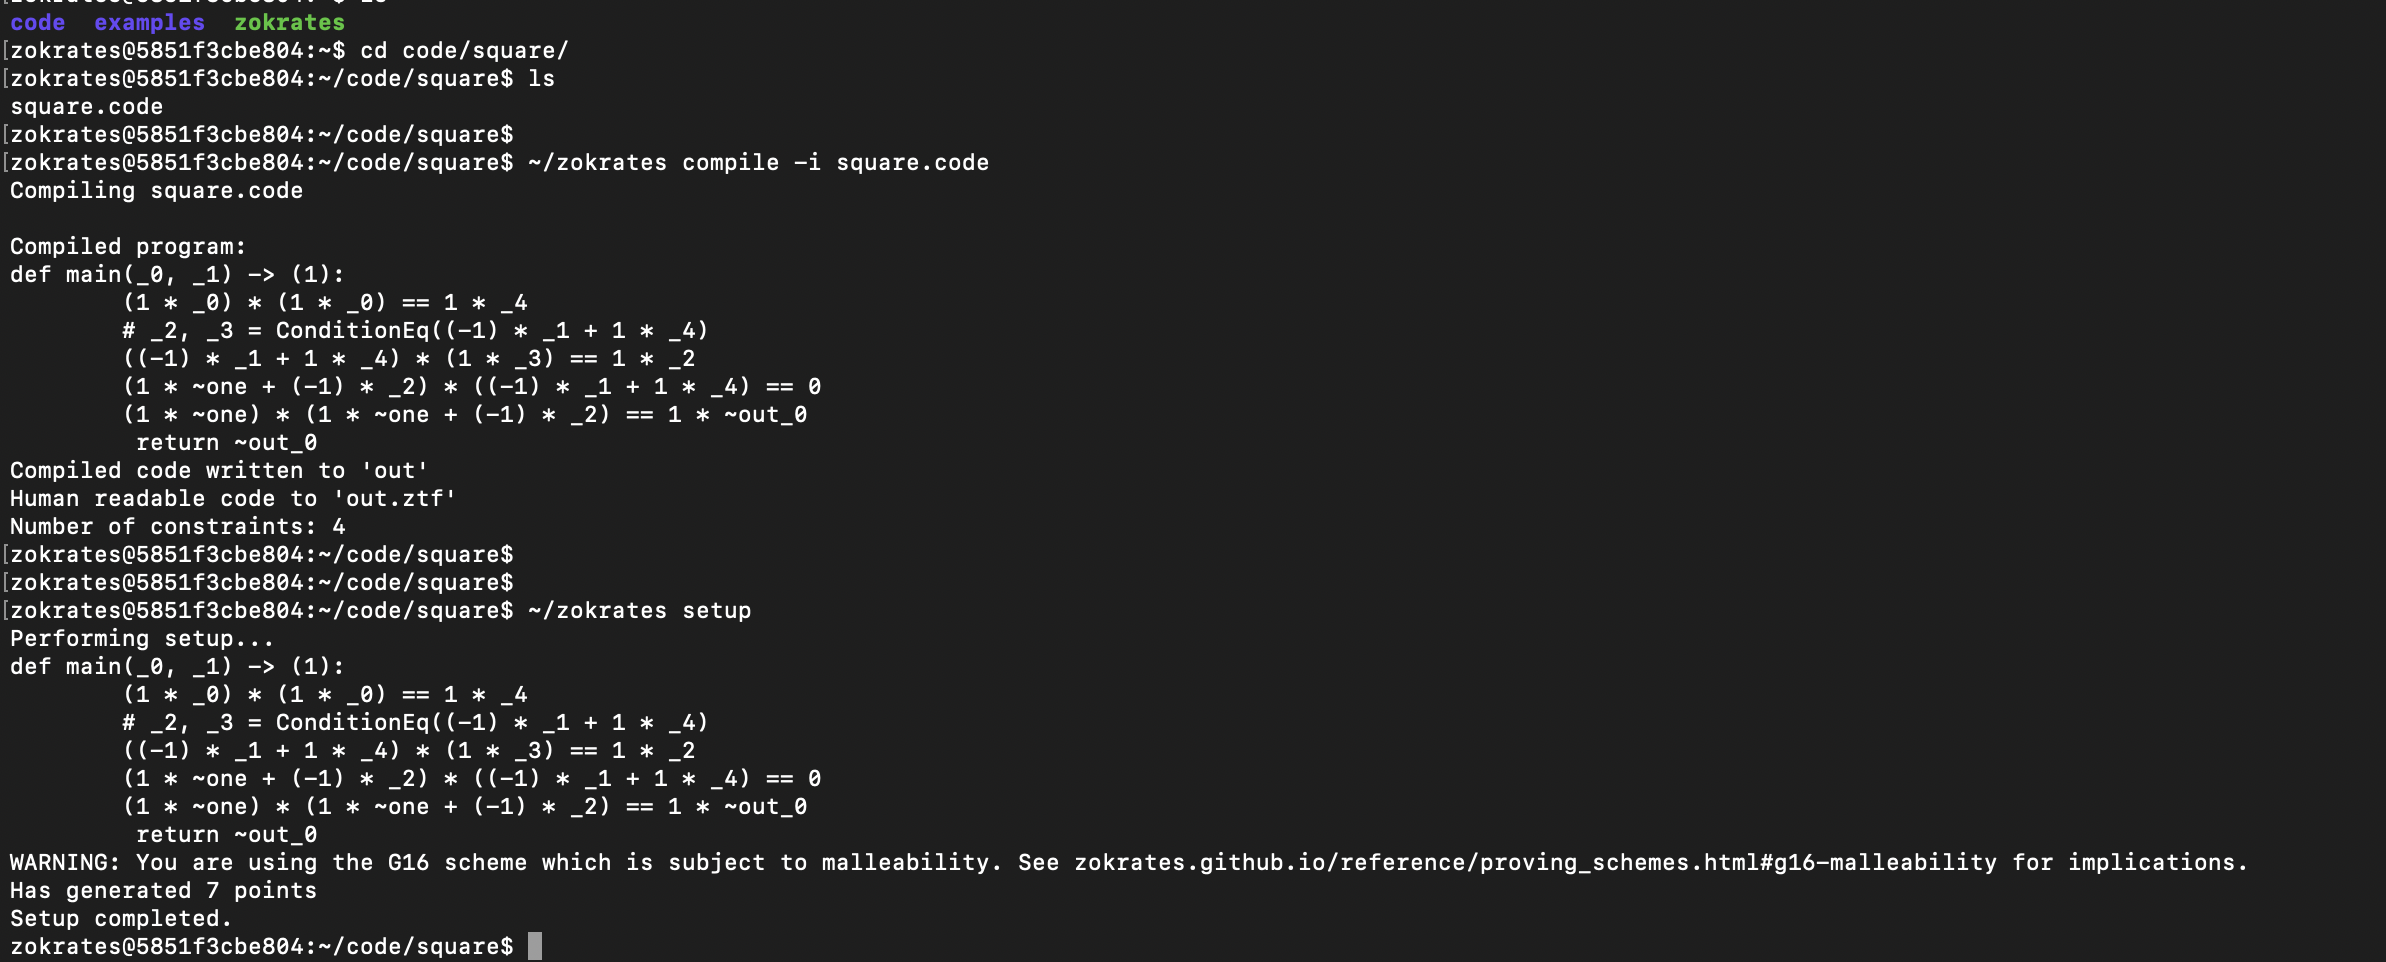 code  examples  zokrates
[zokrates@5851f3cbe804:~$ cd code/square/
[zokrates@5851f3cbe804:~/code/square$ ls
square.code
[zokrates@5851f3cbe804:~/code/square$
[zokrates@5851f3cbe804:~/code/square$ ~/zokrates compile -i square.code
Compiling square.code

Compiled program:
def main(_0, _1) -> (1):
        (1 * _0) * (1 * _0) == 1 * _4
        # _2, _3 = ConditionEq((-1) * _1 + 1 * _4)
        ((-1) * _1 + 1 * _4) * (1 * _3) == 1 * _2
        (1 * ~one + (-1) * _2) * ((-1) * _1 + 1 * _4) == 0
        (1 * ~one) * (1 * ~one + (-1) * _2) == 1 * ~out_0
         return ~out_0
Compiled code written to 'out'
Human readable code to 'out.ztf'
Number of constraints: 4
[zokrates@5851f3cbe804:~/code/square$
[zokrates@5851f3cbe804:~/code/square$
[zokrates@5851f3cbe804:~/code/square$ ~/zokrates setup
Performing setup...
def main(_0, _1) -> (1):
        (1 * _0) * (1 * _0) == 1 * _4
        # _2, _3 = ConditionEq((-1) * _1 + 1 * _4)
        ((-1) * _1 + 1 * _4) * (1 * _3) == 1 * _2
        (1 * ~one + (-1) * _2) * ((-1) * _1 + 1 * _4) == 0
        (1 * ~one) * (1 * ~one + (-1) * _2) == 1 * ~out_0
         return ~out_0
WARNING: You are using the G16 scheme which is subject to malleability. See zokrates.github.io/reference/proving_schemes.html#g16-malleability for implications.
Has generated 7 points
Setup completed.
zokrates@5851f3cbe804:~/code/square$